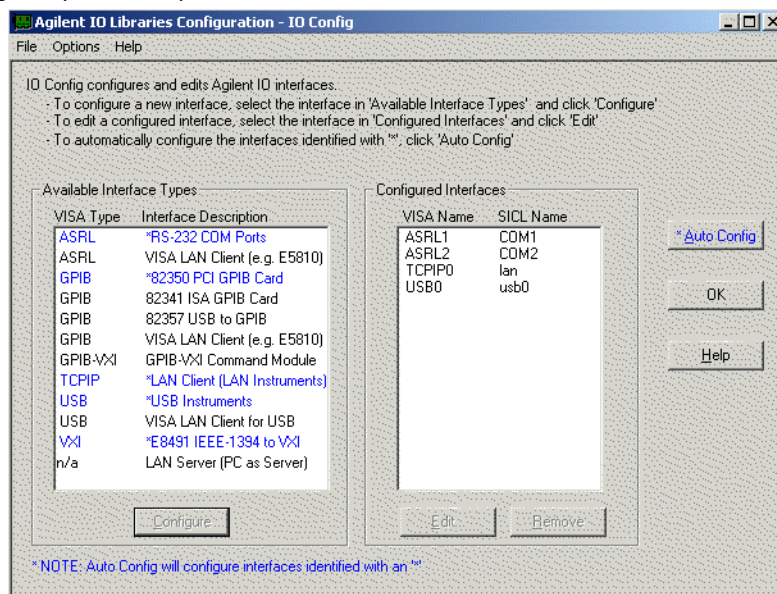 Agilent IO Libraries Configuration - IO Config
File Options Help
IO Config configures and edits Agilent IO interfaces.
- To configure a new interface, select the interface in 'Available Interface Types' and click 'Configure'
- To edit a configured interface, select the interface in 'Configured Interfaces' and click 'Edit'
- To automatically configure the interfaces identified with '*', click 'Auto Config'
Available Interface Types
VISA Type Interface Description
ASRL *RS-232 COM Ports
ASRL VISA LAN Client (e.g. E5810)
GPIB *82350 PCI GPIB Card
GPIB 82341 ISA GPIB Card
GPIB 82357 USB to GPIB
GPIB VISA LAN Client (e.g. E5810)
GPIB-VXI GPIB-VXI Command Module
TCPIP *LAN Client (LAN Instruments)
USB *USB Instruments
USB VISA LAN Client for USB
VXI *E8491 IEEE-1394 to VXI
n/a LAN Server (PC as Server)
Configure
Configured Interfaces
VISA Name SICL Name
ASRL1 COM1
ASRL2 COM2
TCPIP0 lan
USB0 usb0
Edit Remove
* Auto Config
OK
Help
* NOTE: Auto Config will configure interfaces identified with an '*'